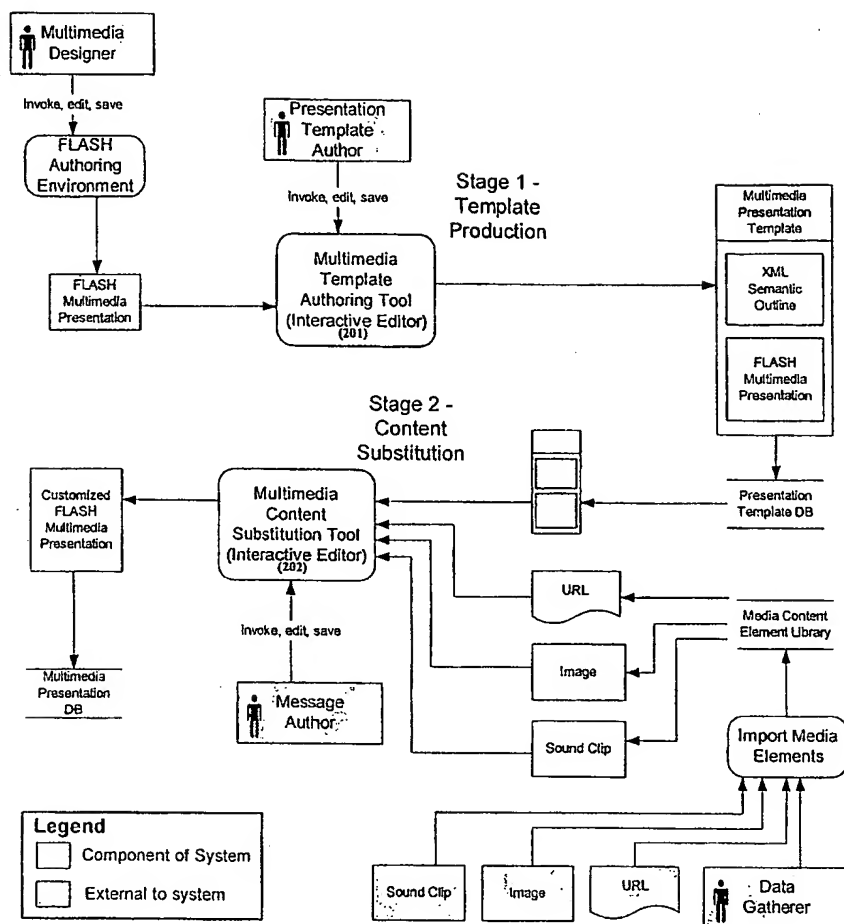 Multimedia
Designer
Invoke, edit, save
FLASH
Authoring
Environment
FLASH
Multimedia
Presentation
Presentation
Template
Author
Invoke, edit, save
Multimedia
Template
Authoring Tool
(Interactive Editor)
(201)
Stage 1 -
Template
Production
Multimedia
Presentation
Template
XML
Semantic
Outline
FLASH
Multimedia
Presentation
Presentation
Template DB
Stage 2 -
Content
Substitution
Customized
FLASH
Multimedia
Presentation
Multimedia
Presentation
DB
Multimedia
Content
Substitution Tool
(Interactive Editor)
(202)
Invoke, edit, save
Message
Author
URL
Image
Sound Clip
Media Content
Element Library
Import Media
Elements
Legend
Component of System
External to system
Sound Clip
Image
URL
Data
Gatherer